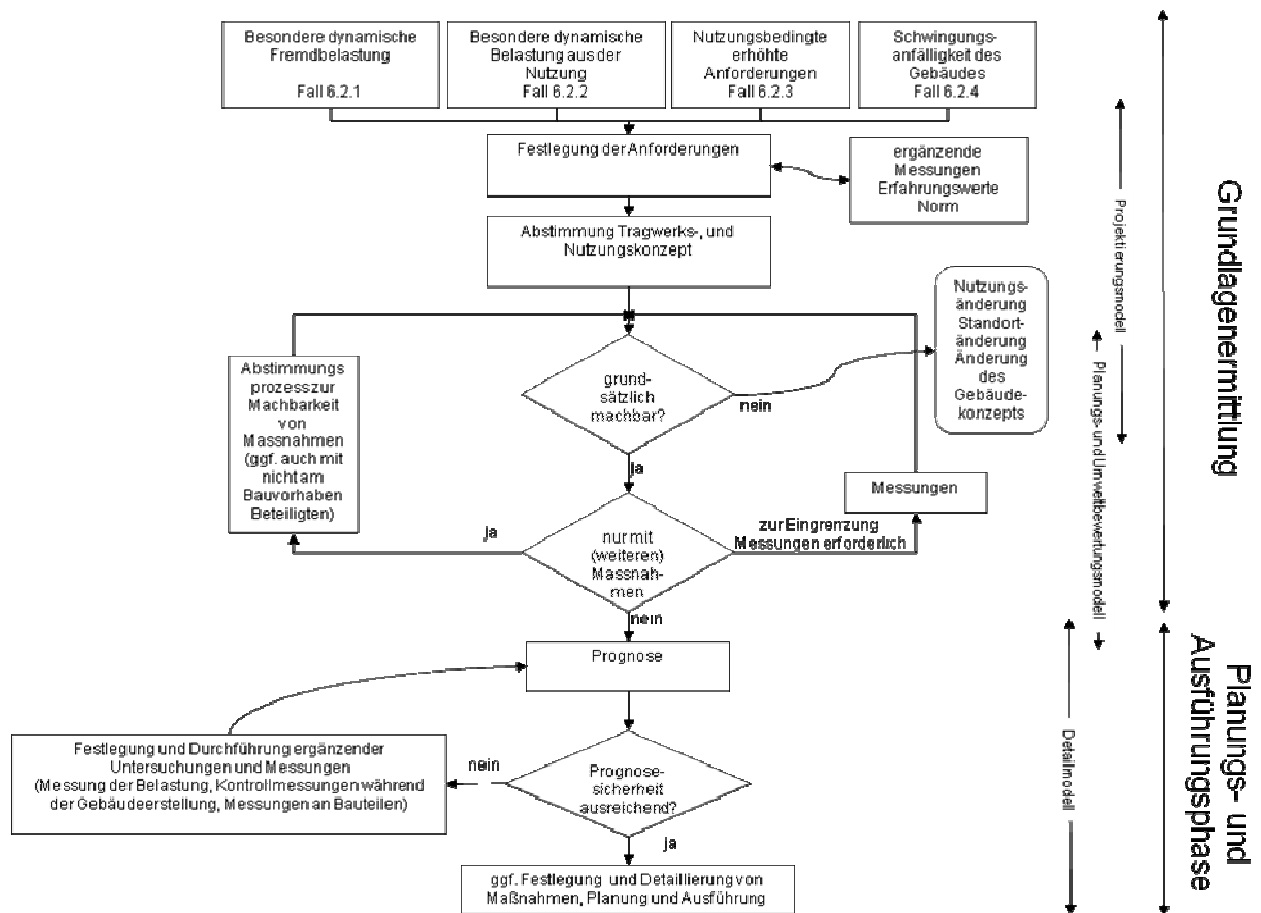 Besondere dynamische
Fremdbelastung
Fall 6.2.1
Besondere dynamische
Belastung aus der
Nutzung
Fall 6.2.2
Nutzungsbedingte
erhöhte
Anforderungen
Fall 6.2.3
Schwingungs-
anfälligkeit des
Gebäudes
Fall 6.2.4
Festlegung der Anforderungen
ergänzende
Messungen
Erfahrungswerte
Norm
Abstimmung Tragwerks-, und
Nutzungskonzept
Nutzungs-
änderung
Standort-
änderung
Änderung
des
Gebäude-
konzepts
Abstimmungs
prozess zur
Machbarkeit
von
Massnahmen
(ggf. auch mit
nicht am
Bauvorhaben
Beteiligten)
grund-
sätzlich
machbar?
nein
ja
Messungen
ja
nur mit
(weiteren)
Massnah-
men
zur Eingrenzung
Messungen erforderlich
nein
Prognose
Festlegung und Durchführung ergänzender
Untersuchungen und Messungen
(Messung der Belastung, Kontrollmessungen während
der Gebäudeerstellung, Messungen an Bauteilen)
nein
Prognose-
sicherheit
ausreichend?
ja
ggf. Festlegung und Detaillierung von
Maßnahmen, Planung und Ausführung
Projektierungsmodell
Planungs- und Umweltbewertungsmodell
Detailmodell
Grundlagenermittlung
Planungs- und
Ausführungsphase